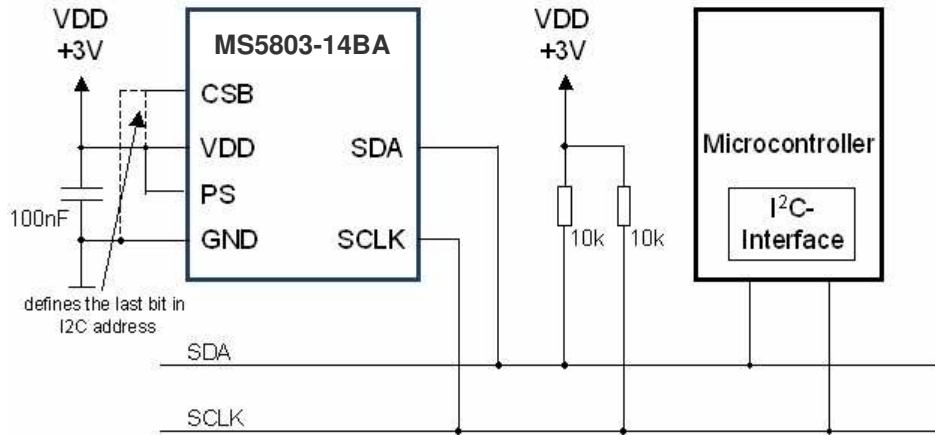 VDD
+3V
MS5803-14BA
CSB
VDD
PS
GND
SDA
SCLK
100nF
defines the last bit in
I2C address
VDD
+3V
10k
10k
Microcontroller
I²C-
Interface
SDA
SCLK